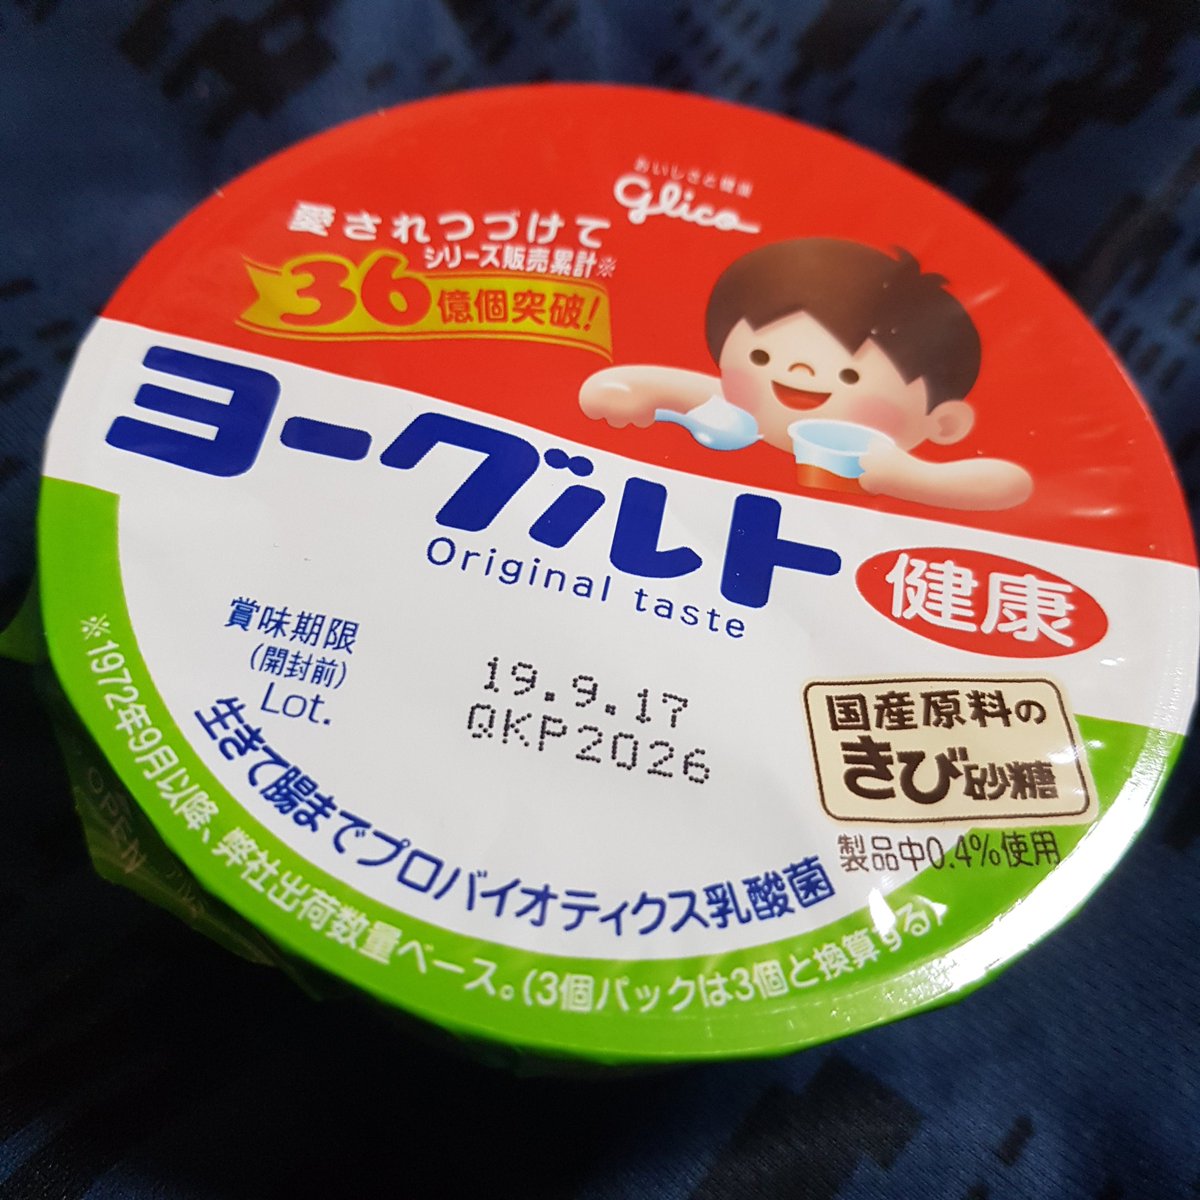 おいしさと健康
Glico
愛されつづけて
シリーズ販売累計※
36億個突破!
ヨーグルト
Original taste
健康
賞味期限
(開封前)
Lot.
19.9.17
QKP2026
国産原料の
きび砂糖
製品中0.4%使用
生きて腸までプロバイオティクス乳酸菌
※1972年9月以降、弊社出荷数量ベース。(3個パックは3個と換算する)
OPEN